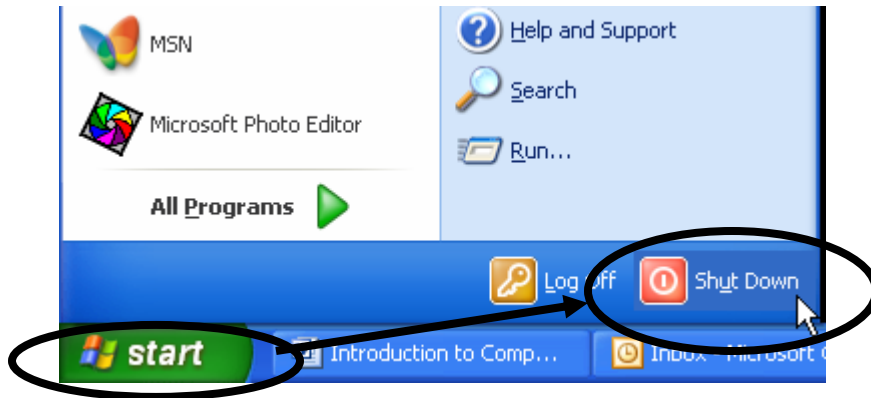 MSN
Microsoft Photo Editor
All Programs
Help and Support
Search
Run...
Log Off
Shut Down
start
Introduction to Comp...
Inbox - Microsoft